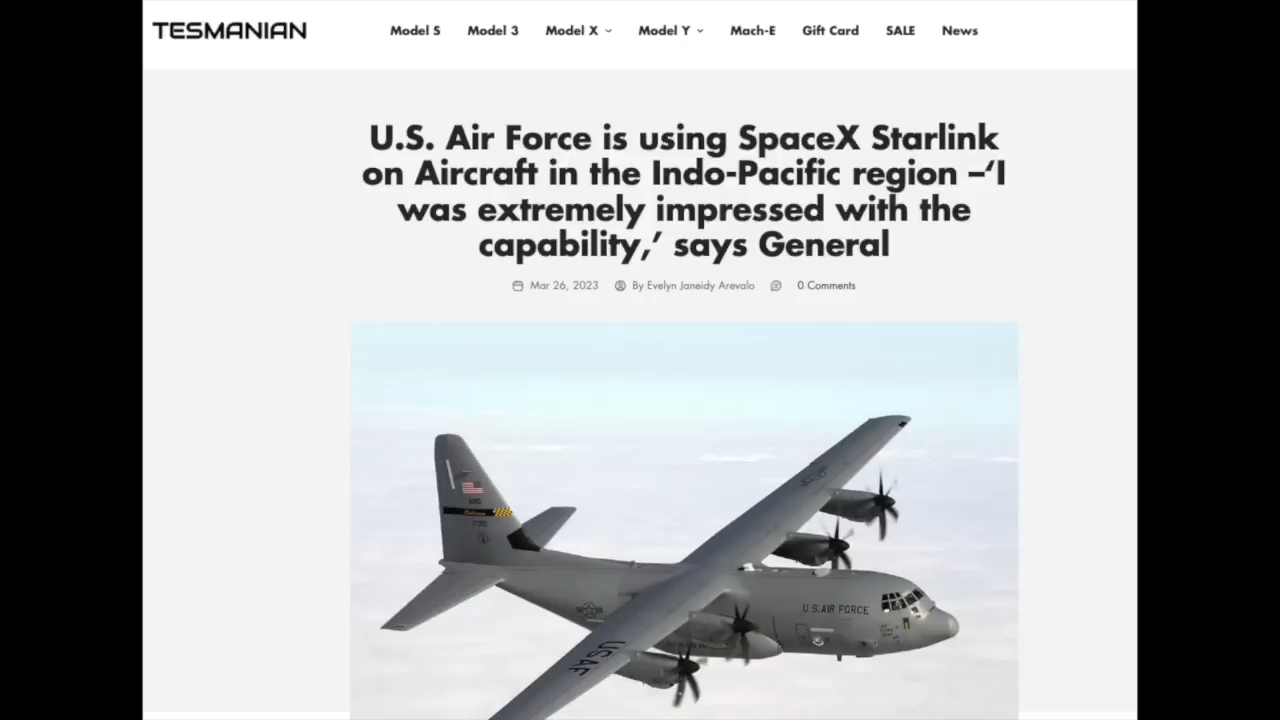 TESMANIAN
Model S Model 3 Model X Model Y Mach-E Gift Card SALE News
U.S. Air Force is using SpaceX Starlink
on Aircraft in the Indo-Pacific region –‘I
was extremely impressed with the
capability,’ says General
Mar 26, 2023 By Evelyn Janeidy Arevalo 0 Comments
U.S. AIR FORCE
USAF